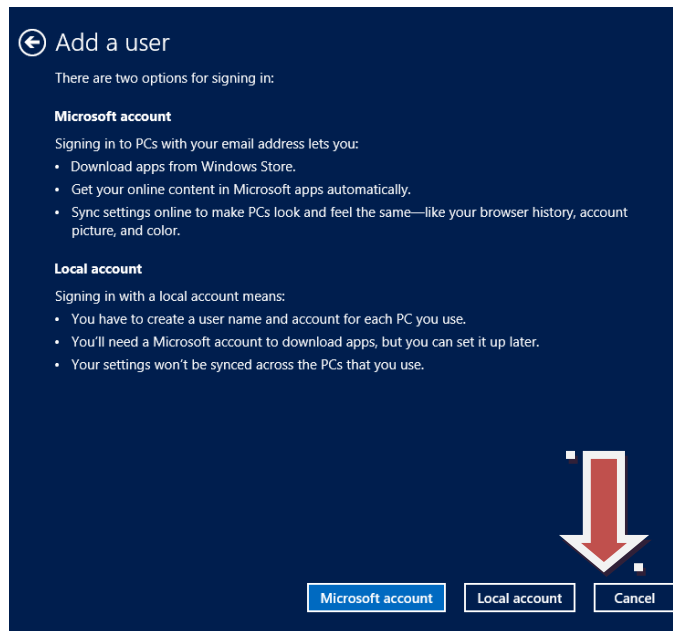 Add a user
There are two options for signing in:
Microsoft account
Signing in to PCs with your email address lets you:
• Download apps from Windows Store.
• Get your online content in Microsoft apps automatically.
• Sync settings online to make PCs look and feel the same—like your browser history, account
picture, and color.
Local account
Signing in with a local account means:
• You have to create a user name and account for each PC you use.
• You'll need a Microsoft account to download apps, but you can set it up later.
• Your settings won't be synced across the PCs that you use.
Microsoft account Local account Cancel